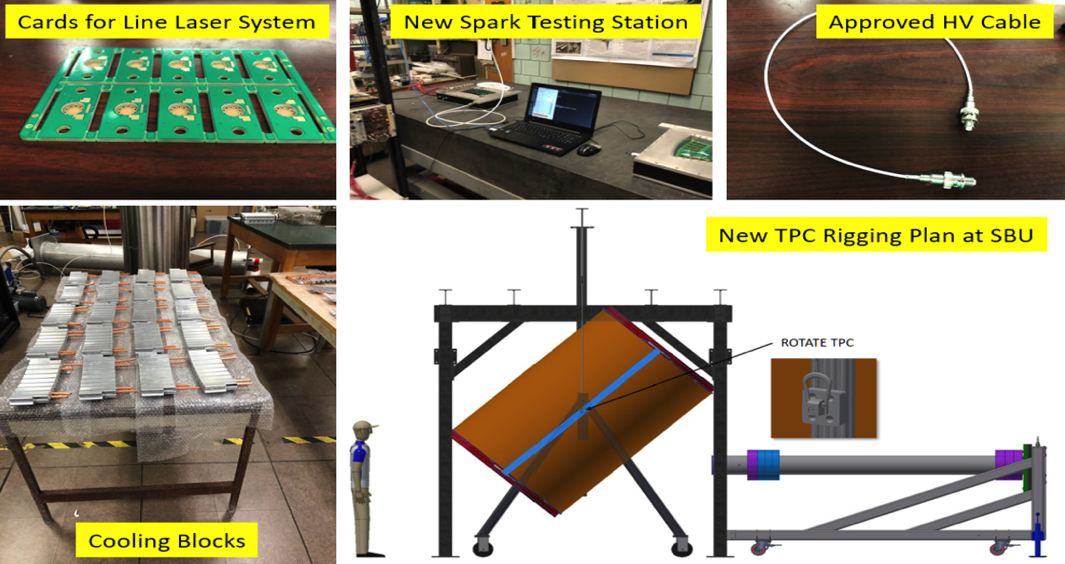 Cards for Line Laser System
New Spark Testing Station
Approved HV Cable
New TPC Rigging Plan at SBU
ROTATE TPC
Cooling Blocks